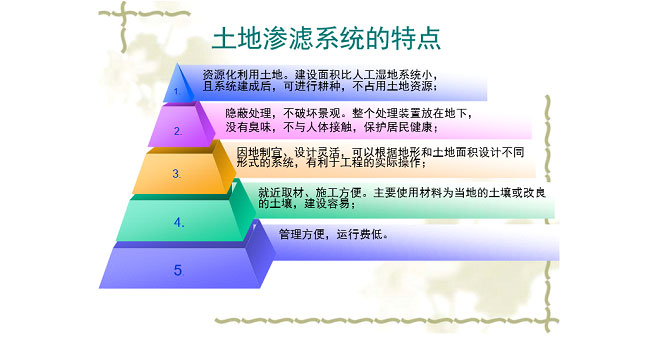 土地渗滤系统的特点
1. 资源化利用土地。建设面积比人工湿地系统小，
且系统建成后，可进行耕种，不占用土地资源；
2. 隐蔽处理，不破坏景观。整个处理装置放在地下，
没有臭味，不与人体接触，保护居民健康；
3. 因地制宜、设计灵活，可以根据地形和土地面积设计不同
形式的系统，有利于工程的实际操作；
4. 就近取材、施工方便。主要使用材料为当地的土壤或改良
的土壤，建设容易；
5. 管理方便，运行费低。